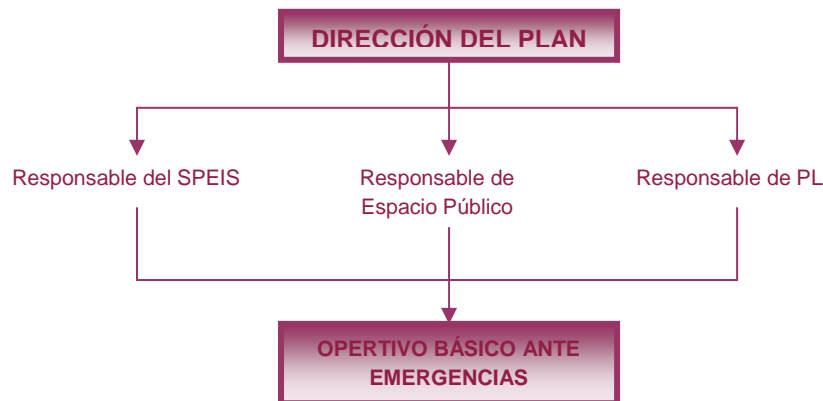 DIRECCIÓN DEL PLAN
Responsable del SPEIS
Responsable de
Espacio Público
Responsable de PL
OPERTIVO BÁSICO ANTE
EMERGENCIAS